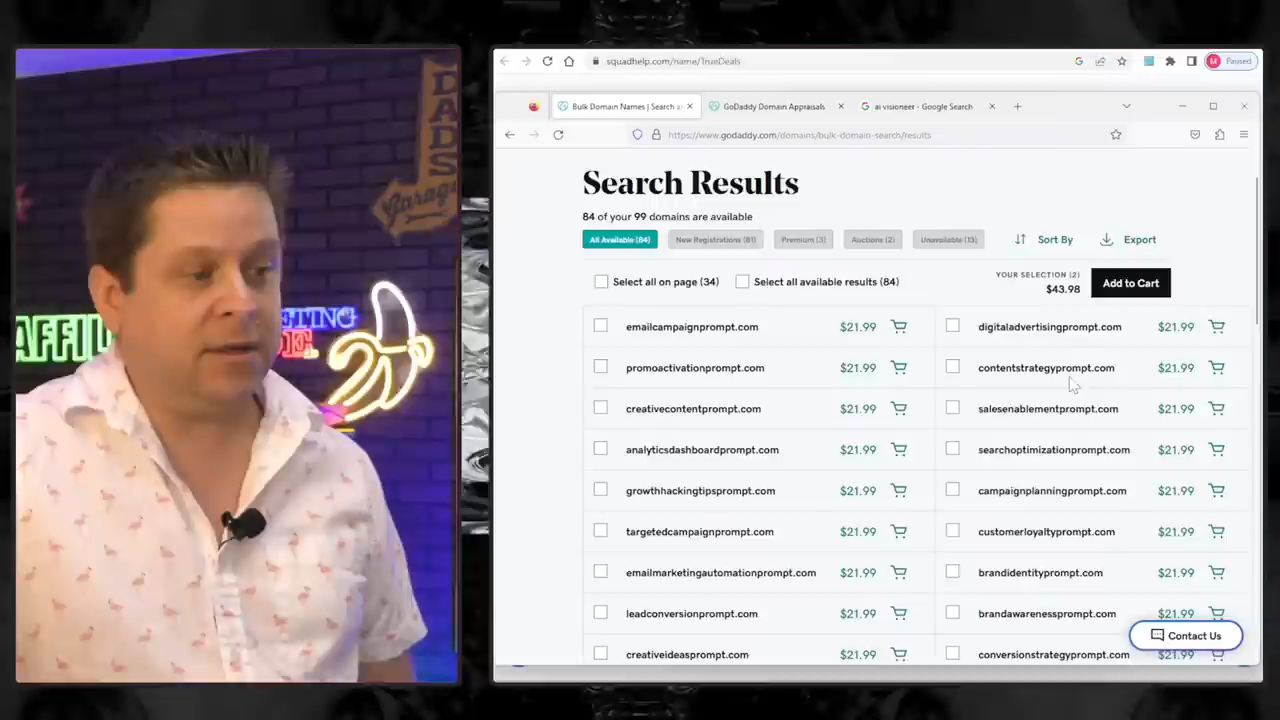 DADS
Garage
AFFIL
ETING
squadhelp.com/name/TrueDeals
Paused
Bulk Domain Names | Search a
GoDaddy Domain Appraisals
ai visioneer - Google Search
https://www.godaddy.com/domains/bulk-domain-search/results
Search Results
84 of your 99 domains are available
All Available (84)
New Registrations (81)
Premium (3)
Auctions (2)
Unavailable (15)
Sort By
Export
Select all on page (34)
Select all available results (84)
YOUR SELECTION (2)
$43.98
Add to Cart
emailcampaignprompt.com $21.99
digitaladvertisingprompt.com $21.99
promoactivationprompt.com $21.99
contentstrategyprompt.com $21.99
creativecontentprompt.com $21.99
salesenablementprompt.com $21.99
analyticsdashboardprompt.com $21.99
searchoptimizationprompt.com $21.99
growthhackingtipsprompt.com $21.99
campaignplanningprompt.com $21.99
targetedcampaignprompt.com $21.99
customerloyaltyprompt.com $21.99
emailmarketingautomationprompt.com $21.99
brandidentityprompt.com $21.99
leadconversionprompt.com $21.99
brandawarenessprompt.com $21.99
creativeideasprompt.com $21.99
conversionstrategyprompt.com $21.99
Contact Us